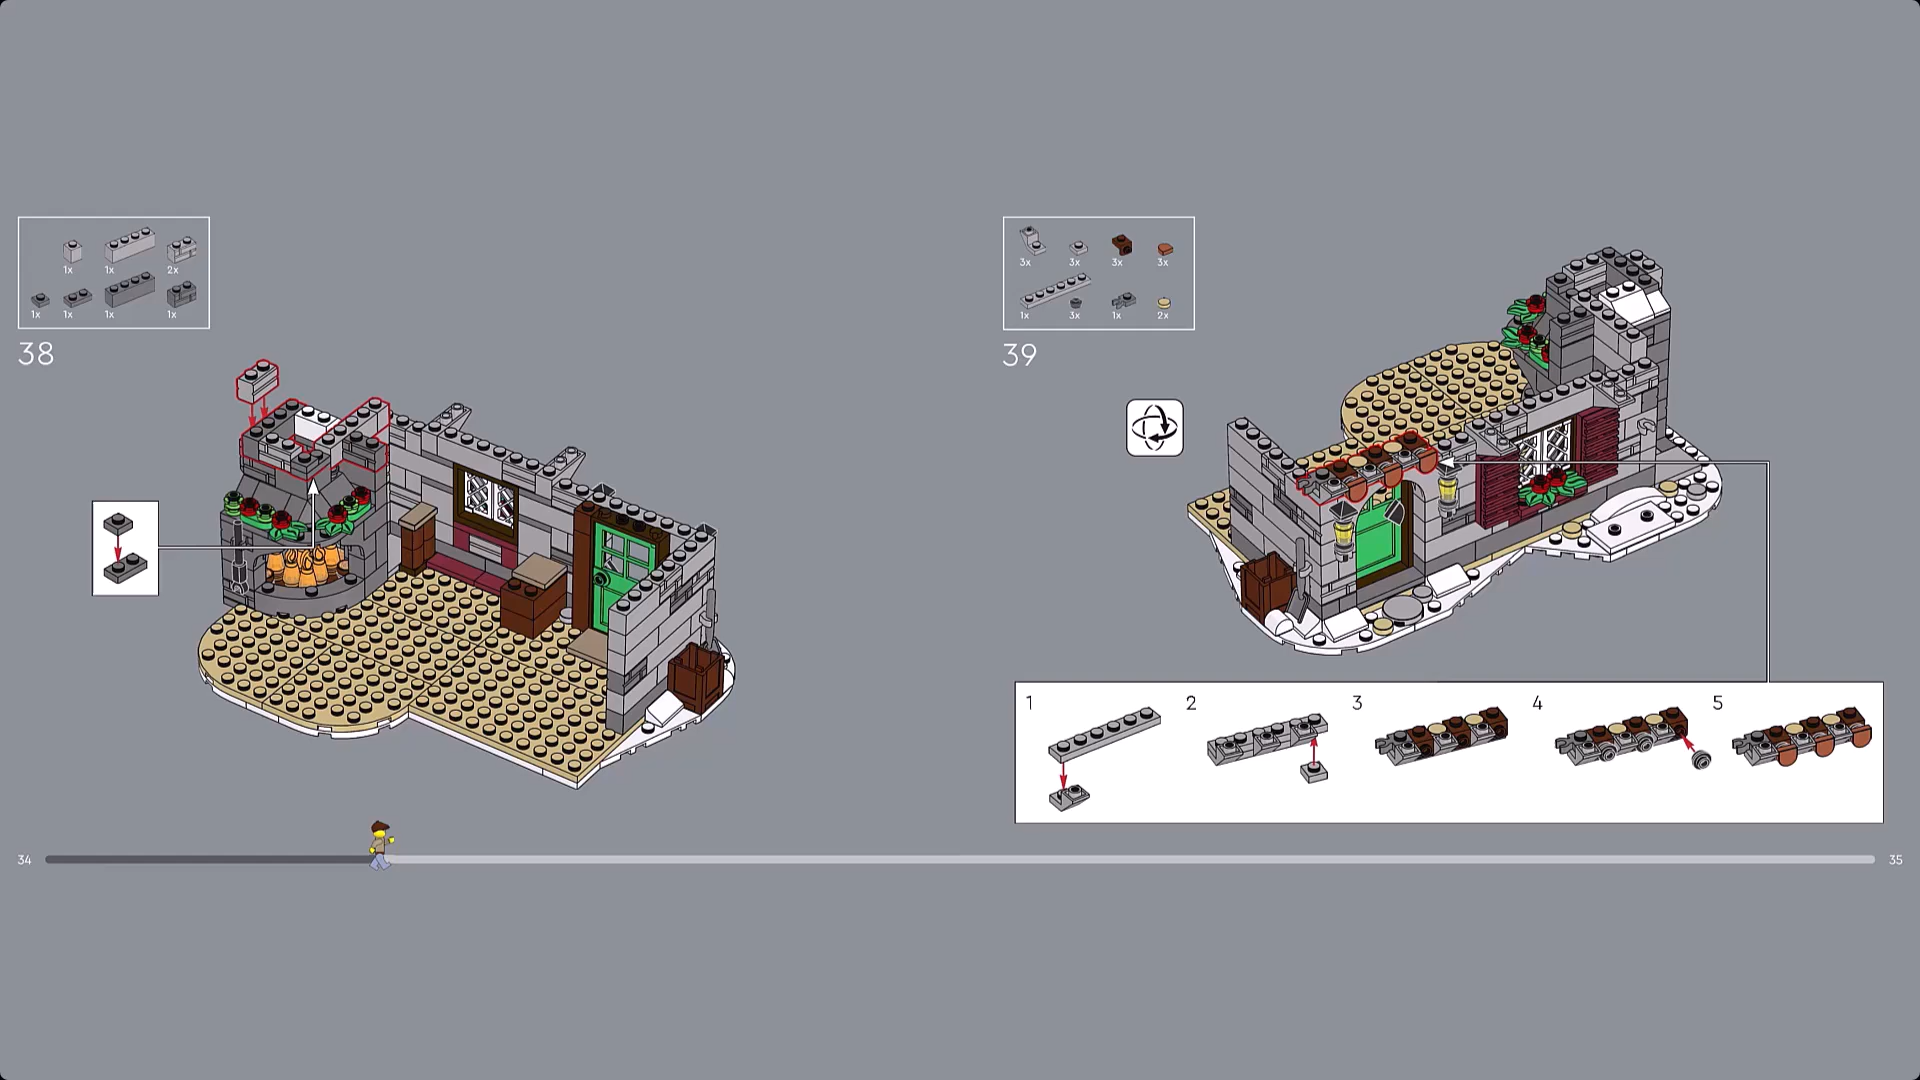 1x 1x 2x
1x 1x 1x 1x
38
3x 3x 3x 3x
1x 3x 1x 2x
39
1 2 3 4 5
34 35